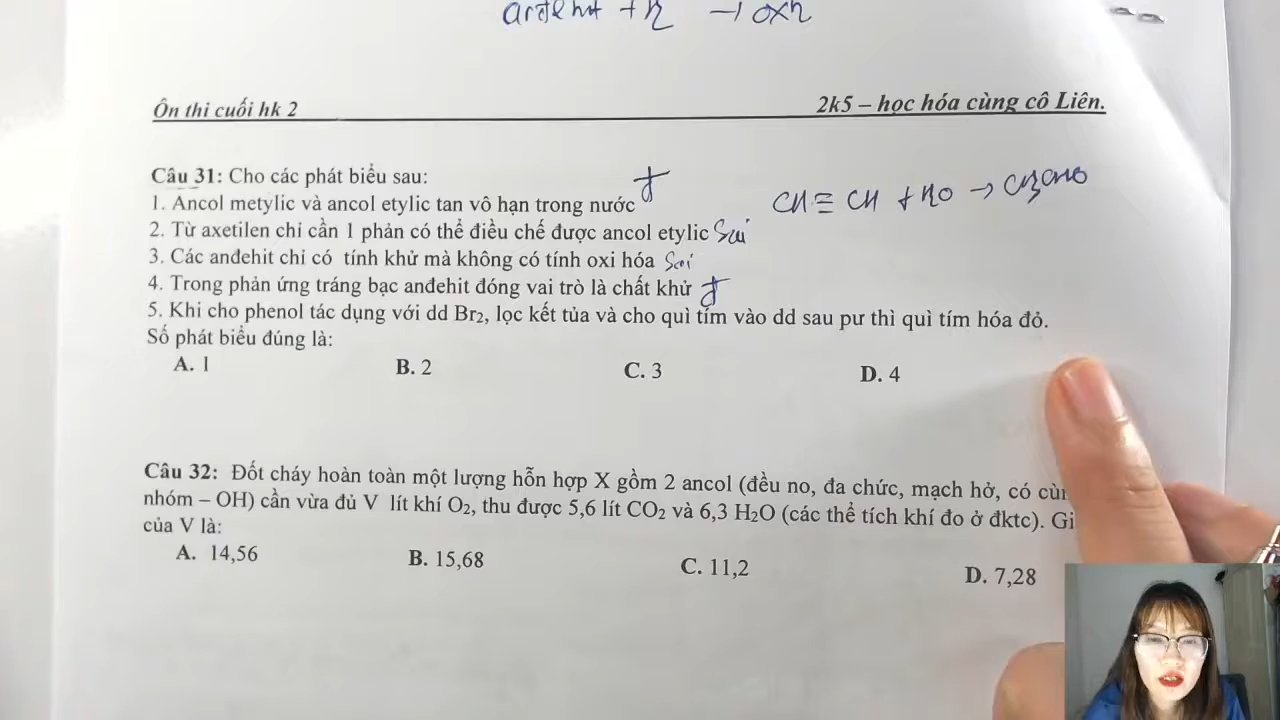 Ôn thi cuối hk 2
2k5 – học hóa cùng cô Liên.
Câu 31: Cho các phát biểu sau:
1. Ancol metylic và ancol etylic tan vô hạn trong nước
CH≡CH + H2O → CH3CHO
2. Từ axetilen chỉ cần 1 phản có thể điều chế được ancol etylic Sai
3. Các anđehit chỉ có tính khử mà không có tính oxi hóa Sai
4. Trong phản ứng tráng bạc anđehit đóng vai trò là chất khử
5. Khi cho phenol tác dụng với dd Br2, lọc kết tủa và cho quì tím vào dd sau pư thì quì tím hóa đỏ.
Số phát biểu đúng là:
A. 1 B. 2 C. 3 D. 4
Câu 32: Đốt cháy hoàn toàn một lượng hỗn hợp X gồm 2 ancol (đều no, đa chức, mạch hở, có
nhóm – OH) cần vừa đủ V lít khí O2, thu được 5,6 lít CO2 và 6,3 H2O (các thể tích khí đo ở đktc).
của V là:
A. 14,56 B. 15,68 C. 11,2 D. 7,28